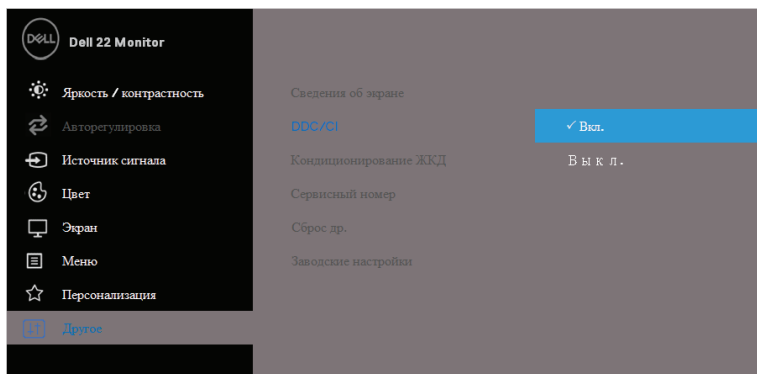 DELL
Dell 22 Monitor
Яркость / контрастность
Авторегулировка
Источник сигнала
Цвет
Экран
Меню
Персонализация
Другое
Сведения об экране
DDC/CI
Кондиционирование ЖКД
Сервисный номер
Сброс др.
Заводские настройки
✓ Вкл.
Выкл.